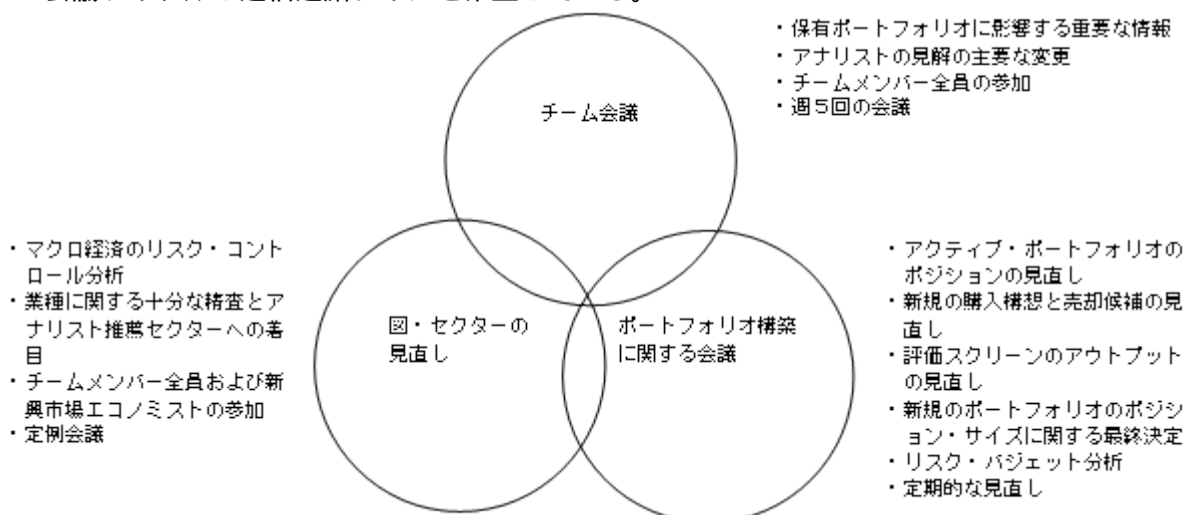 チーム会議
・保有ポートフォリオに影響する重要な情報
・アナリストの見解の主要な変更
・チームメンバー全員の参加
・週5回の会議
・マクロ経済のリスク・コント
ロール分析
・業種に関する十分な精査とア
ナリスト推薦セクターへの着
目
・チームメンバー全員および新
興市場エコノミストの参加
・定例会議
図・セクターの
見直し
ポートフォリオ構築
に関する会議
・アクティブ・ポートフォリオの
ポジションの見直し
・新規の購入構想と売却候補の見
直し
・評価スクリーンのアウトプット
の見直し
・新規のポートフォリオのポジシ
ョン・サイズに関する最終決定
・リスク・バジェット分析
・定期的な見直し